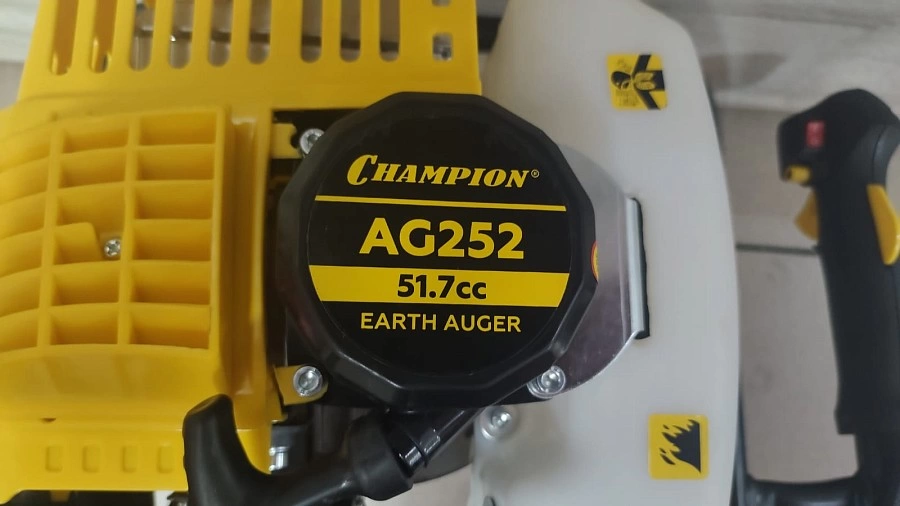 CHAMPION®
AG252
51.7cc
EARTH AUGER